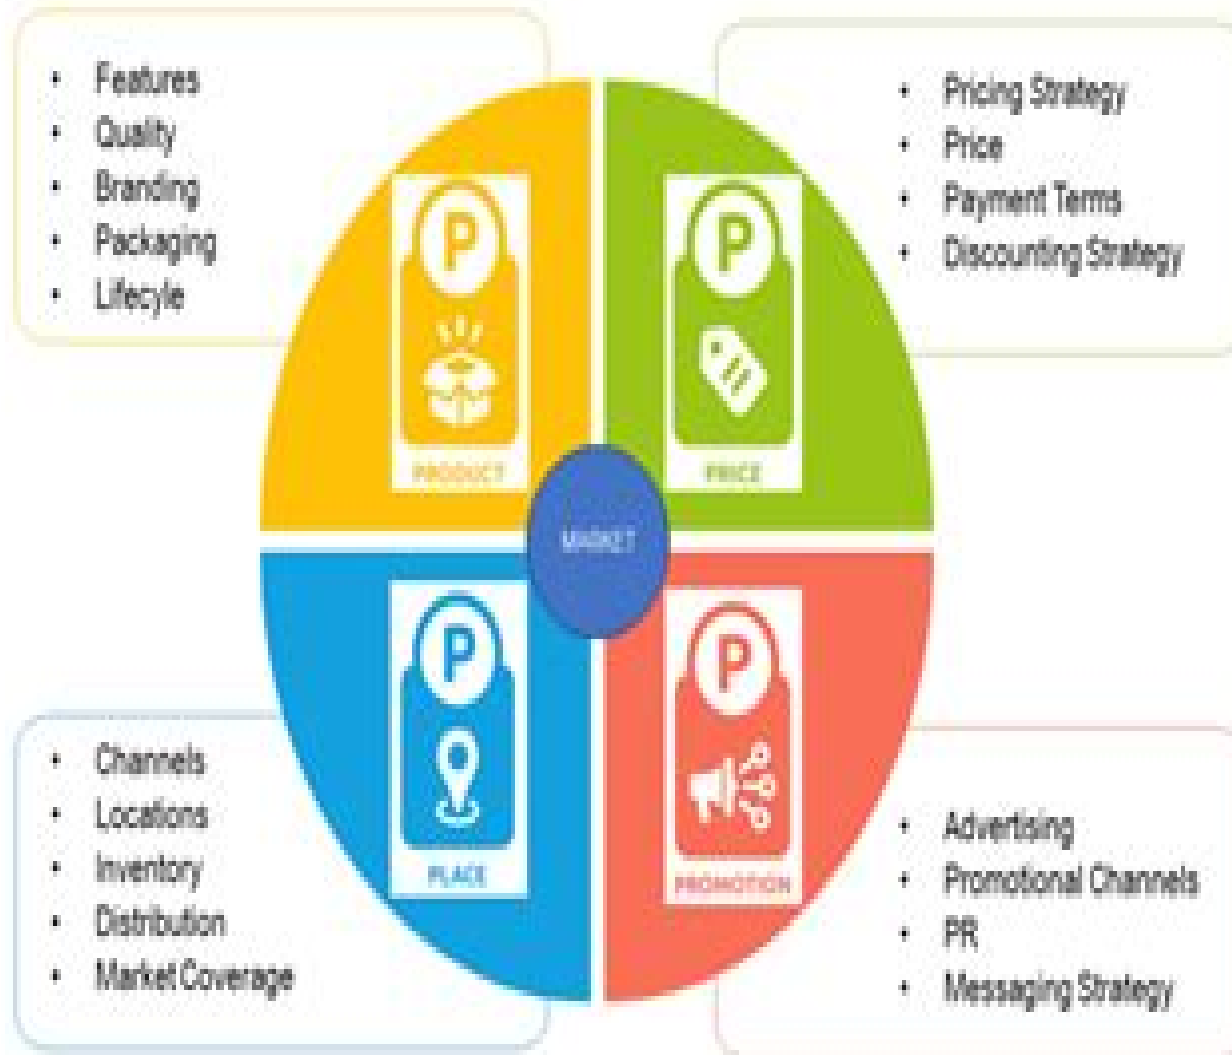 • Features
• Quality
• Branding
• Packaging
• Lifecyle
• Pricing Strategy
• Price
• Payment Terms
• Discounting Strategy
P
PRODUCT
P
PRICE
MARKET
P
PLACE
P
PROMOTION
• Channels
• Locations
• Inventory
• Distribution
• Market Coverage
• Advertising
• Promotional Channels
• PR
• Messaging Strategy